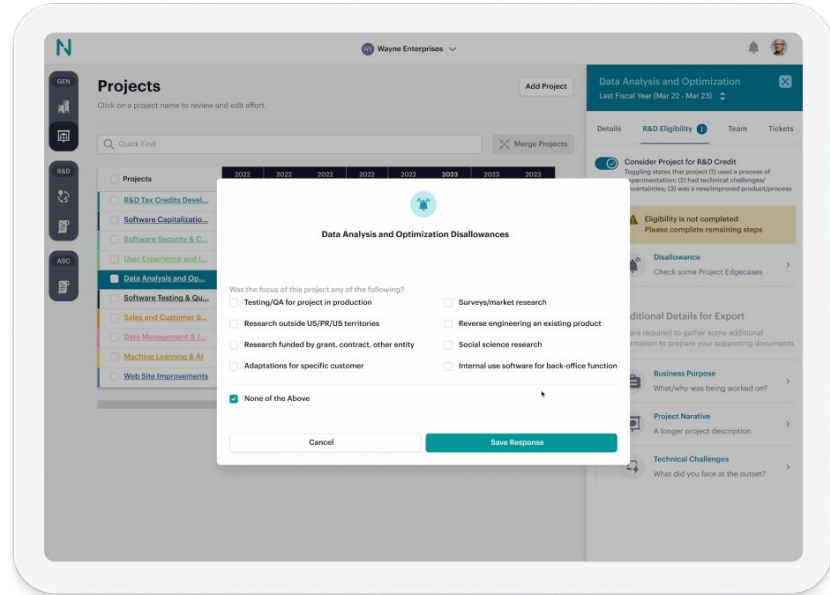 N
WE Wayne Enterprises
GEN
R&D
ASC
Projects
Click on a project name to review and edit effort.
Add Project
Quick Find
Merge Projects
Projects
2022 2022 2022 2022 2022 2023 2023 2023
R&D Tax Credits Devel...
Software Capitalizatio...
Software Security & C...
User Experience and I...
Data Analysis and Op...
Software Testing & Qu...
Sales and Customer S...
Data Management & I...
Machine Learning & AI
Web Site Improvements
Data Analysis and Optimization Disallowances
Was the focus of this project any of the following?
Testing/QA for project in production
Surveys/market research
Research outside US/PR/US territories
Reverse engineering an existing product
Research funded by grant, contract, other entity
Social science research
Adaptations for specific customer
Internal use software for back-office function
None of the Above
Cancel
Save Response
Data Analysis and Optimization
Last Fiscal Year (Mar 22 - Mar 23)
Details R&D Eligibility ! Team Tickets
Consider Project for R&D Credit
Toggling states that project (1) used a process of
perimentation; (2) had technical challenges/
ncertainties; (3) was a new/improved product/process
Eligibility is not completed
Please complete remaining steps
Disallowance
Check some Project Edgecases
ditional Details for Export
are required to gather some additional
rmation to prepare your supporting documents
Business Purpose
What/why was being worked on?
Project Narative
A longer project description
Technical Challenges
What did you face at the outset?